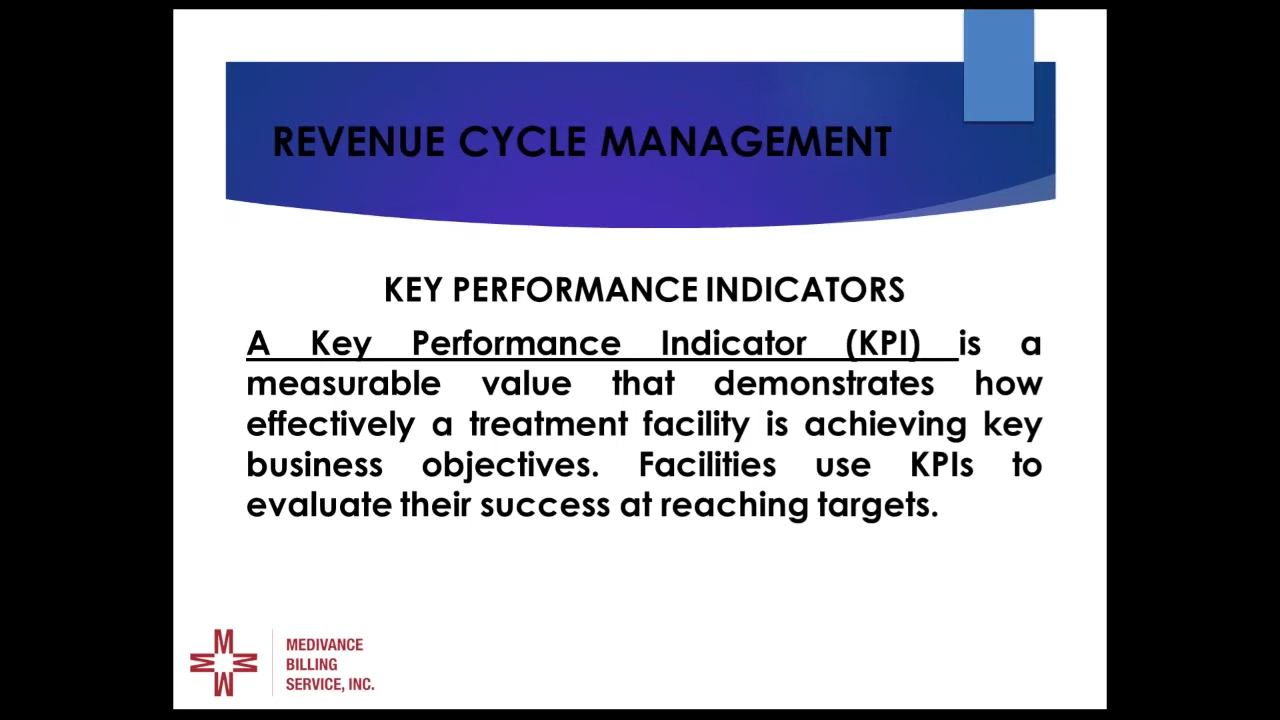 REVENUE CYCLE MANAGEMENT
KEY PERFORMANCE INDICATORS
A Key Performance Indicator (KPI) is a
measurable value that demonstrates how
effectively a treatment facility is achieving key
business objectives. Facilities use KPIs to
evaluate their success at reaching targets.
MEDIVANCE
BILLING
SERVICE, INC.